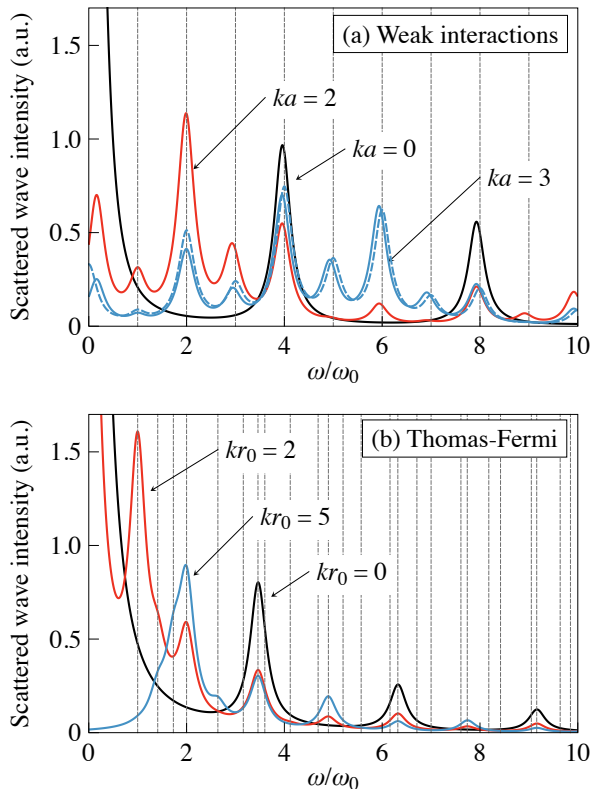 (a) Weak interactions
Scattered wave intensity (a.u.)
1.5
1.0
0.5
0
ka = 2
ka = 0
ka = 3
0 2 4 6 8 10
ω/ω₀
(b) Thomas-Fermi
Scattered wave intensity (a.u.)
1.5
1.0
0.5
0
kr₀ = 2
kr₀ = 5
kr₀ = 0
0 2 4 6 8 10
ω/ω₀